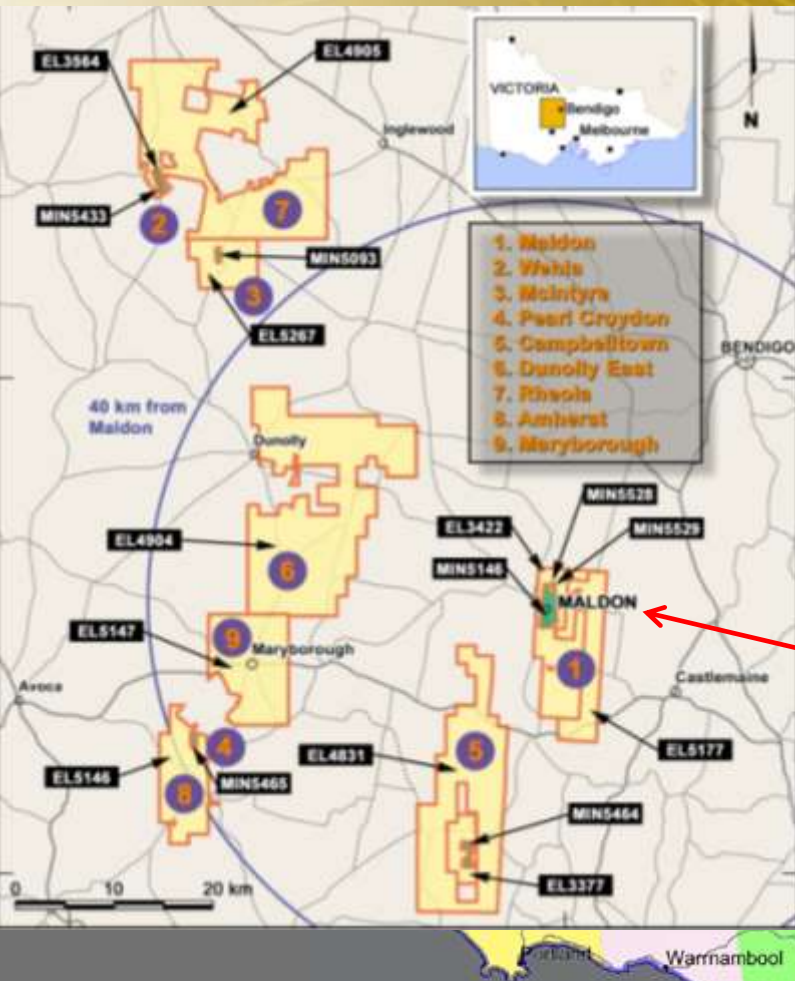 EL3564
EL4905
VICTORIA
Bendigo
Melbourne
N
Inglewood
MIN5433
2
7
MIN5093
3
EL5267
1. Maldon
2. Wehla
3. McIntyre
4. Pearl Croydon
5. Campbelltown
6. Dunolly East
7. Rheola
8. Amherst
9. Maryborough
BENDIGO
40 km from
Maldon
Dunolly
MIN5528
EL3422
MIN5529
EL4904
MIN5146
6
MALDON
EL5147
9
Maryborough
1
Avoca
Castlemaine
4
EL4831
5
EL5177
EL5146
MIN5465
8
MIN5464
EL3377
0 10 20 km
Portland
Warrnambool